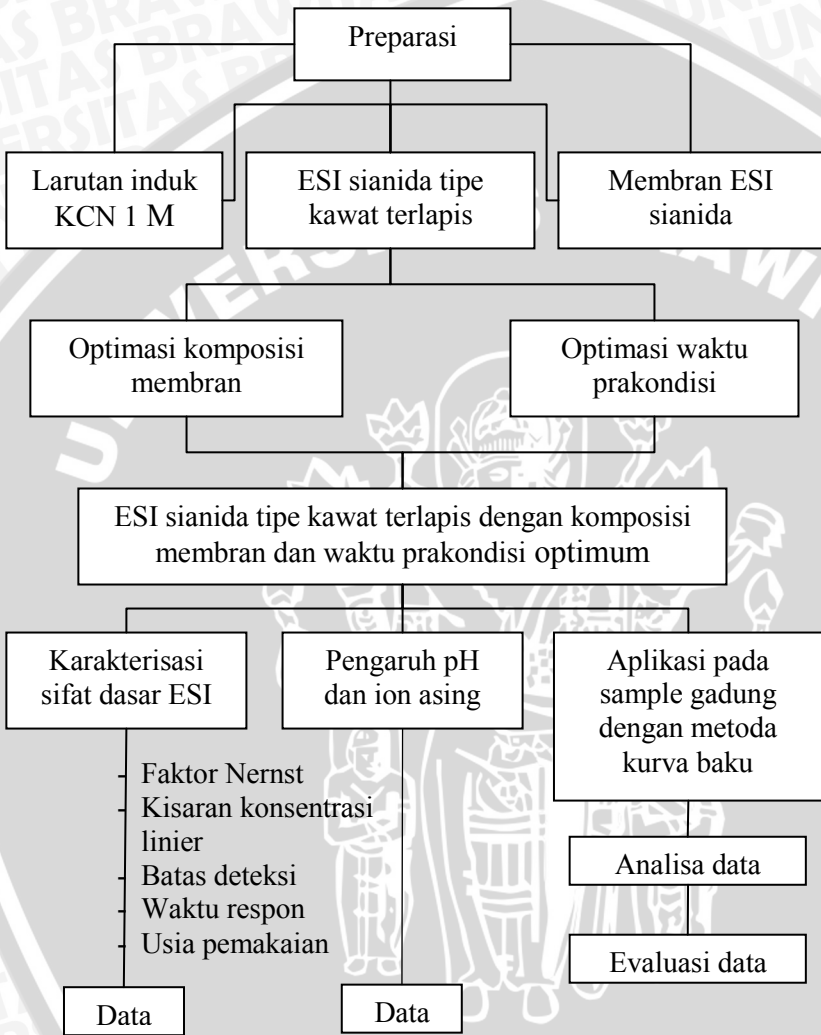 Preparasi
Larutan induk
KCN 1 M
ESI sianida tipe
kawat terlapis
Membran ESI
sianida
Optimasi komposisi
membran
Optimasi waktu
prakondisi
ESI sianida tipe kawat terlapis dengan komposisi
membran dan waktu prakondisi optimum
Karakterisasi
sifat dasar ESI
Pengaruh pH
dan ion asing
Aplikasi pada
sample gadung
dengan metoda
kurva baku
- Faktor Nernst
- Kisaran konsentrasi
linier
- Batas deteksi
- Waktu respon
- Usia pemakaian
Analisa data
Evaluasi data
Data
Data